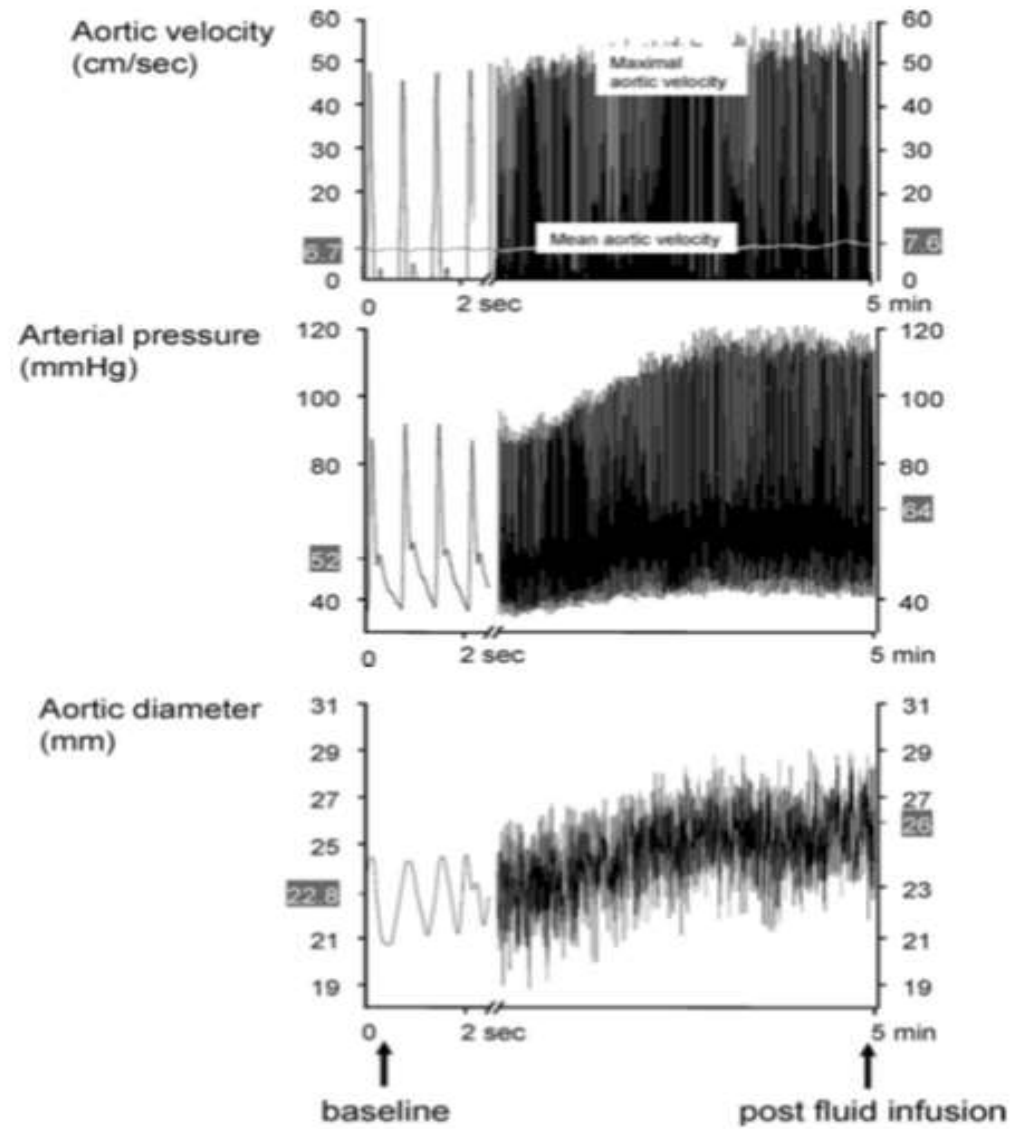 Aortic velocity
(cm/sec)
60
50
40
30
20
6.7
0
Maximal
aortic velocity
Mean aortic velocity
60
50
40
30
20
7.6
0
0
2 sec
5 min
Arterial pressure
(mmHg)
120
100
80
52
40
120
100
80
64
40
0
2 sec
5 min
Aortic diameter
(mm)
31
29
27
25
22.8
21
19
31
29
27
26
23
21
19
0
2 sec
5 min
baseline
post fluid infusion